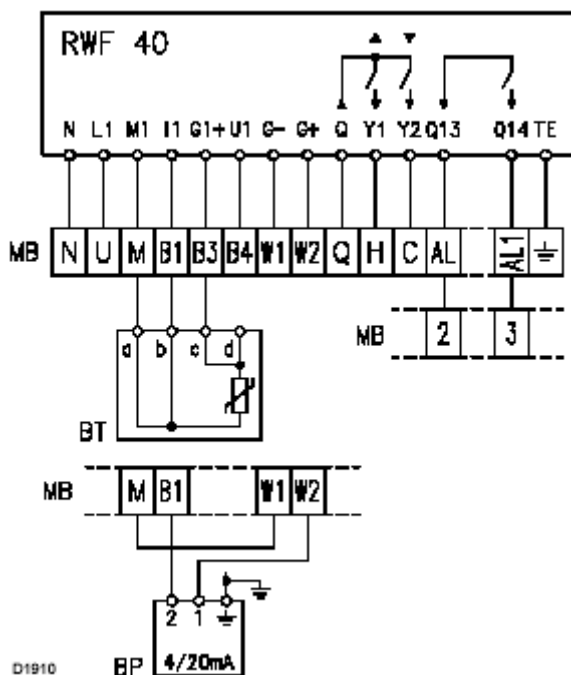 RWF 40
N L1 M1 I1 G1+ U1 G- G+ Q Y1 Y2 Q13 Q14 TE
MB N U M B1 B3 B4 W1 W2 Q H C AL AL1
MB 2 3
a b c d
BT
MB M B1 W1 W2
2 1
D1910 BP 4/20mA